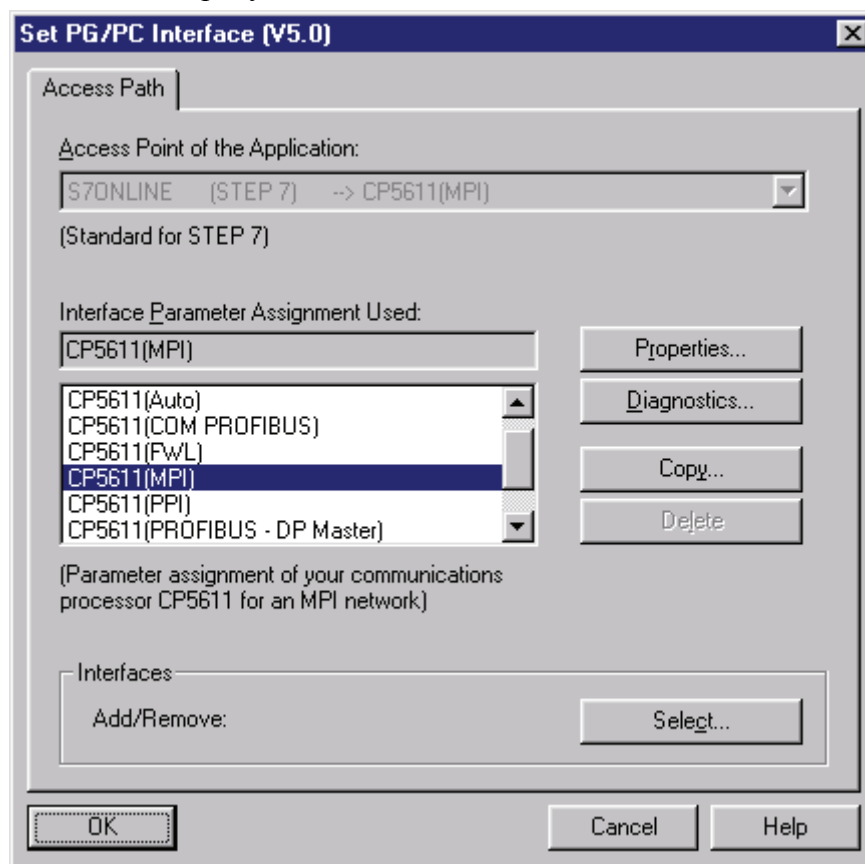 Set PG/PC Interface (V5.0)
Access Path
Access Point of the Application:
S7ONLINE (STEP 7) --> CP5611(MPI)
(Standard for STEP 7)
Interface Parameter Assignment Used:
CP5611(MPI)
Properties...
CP5611(Auto)
CP5611(COM PROFIBUS)
CP5611(FWL)
CP5611(MPI)
CP5611(PPI)
CP5611(PROFIBUS - DP Master)
Diagnostics...
Copy...
Delete
(Parameter assignment of your communications
processor CP5611 for an MPI network)
Interfaces
Add/Remove:
Select...
OK
Cancel
Help